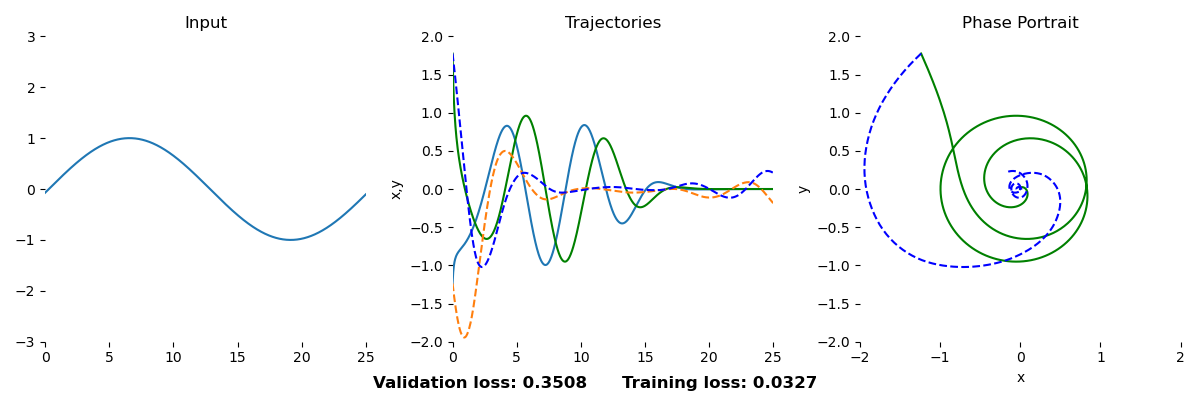 Input
3
2
1
0
−1
−2
−3
0 5 10 15 20 25
Trajectories
x,y
2.0
1.5
1.0
0.5
0.0
−0.5
−1.0
−1.5
−2.0
0 5 10 15 20 25
Phase Portrait
y
2.0
1.5
1.0
0.5
0.0
−0.5
−1.0
−1.5
−2.0
−2 −1 0 1 2
x
Validation loss: 0.3508 Training loss: 0.0327